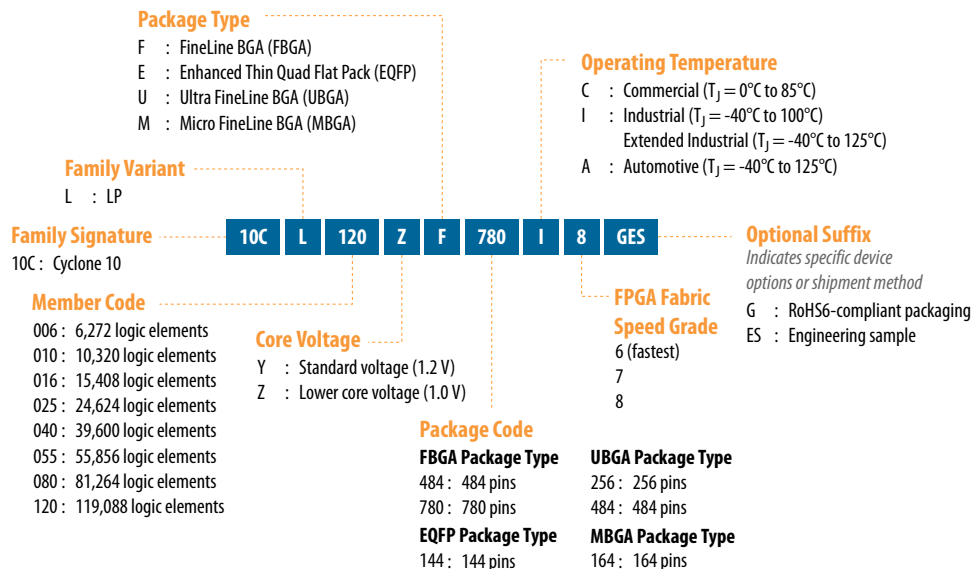 Package Type
F : FineLine BGA (FBGA)
E : Enhanced Thin Quad Flat Pack (EQFP)
U : Ultra FineLine BGA (UBGA)
M : Micro FineLine BGA (MBGA)
Operating Temperature
C : Commercial (TJ = 0°C to 85°C)
I : Industrial (TJ = -40°C to 100°C)
Extended Industrial (TJ = -40°C to 125°C)
A : Automotive (TJ = -40°C to 125°C)
Family Variant
L : LP
Family Signature
10C : Cyclone 10
10C L 120 Z F 780 I 8 GES
Member Code
006 : 6,272 logic elements
010 : 10,320 logic elements
016 : 15,408 logic elements
025 : 24,624 logic elements
040 : 39,600 logic elements
055 : 55,856 logic elements
080 : 81,264 logic elements
120 : 119,088 logic elements
Core Voltage
Y : Standard voltage (1.2 V)
Z : Lower core voltage (1.0 V)
Package Code
FBGA Package Type
484 : 484 pins
780 : 780 pins
EQFP Package Type
144 : 144 pins
UBGA Package Type
256 : 256 pins
484 : 484 pins
MBGA Package Type
164 : 164 pins
FPGA Fabric
Speed Grade
6 (fastest)
7
8
Optional Suffix
Indicates specific device
options or shipment method
G : RoHS6-compliant packaging
ES : Engineering sample